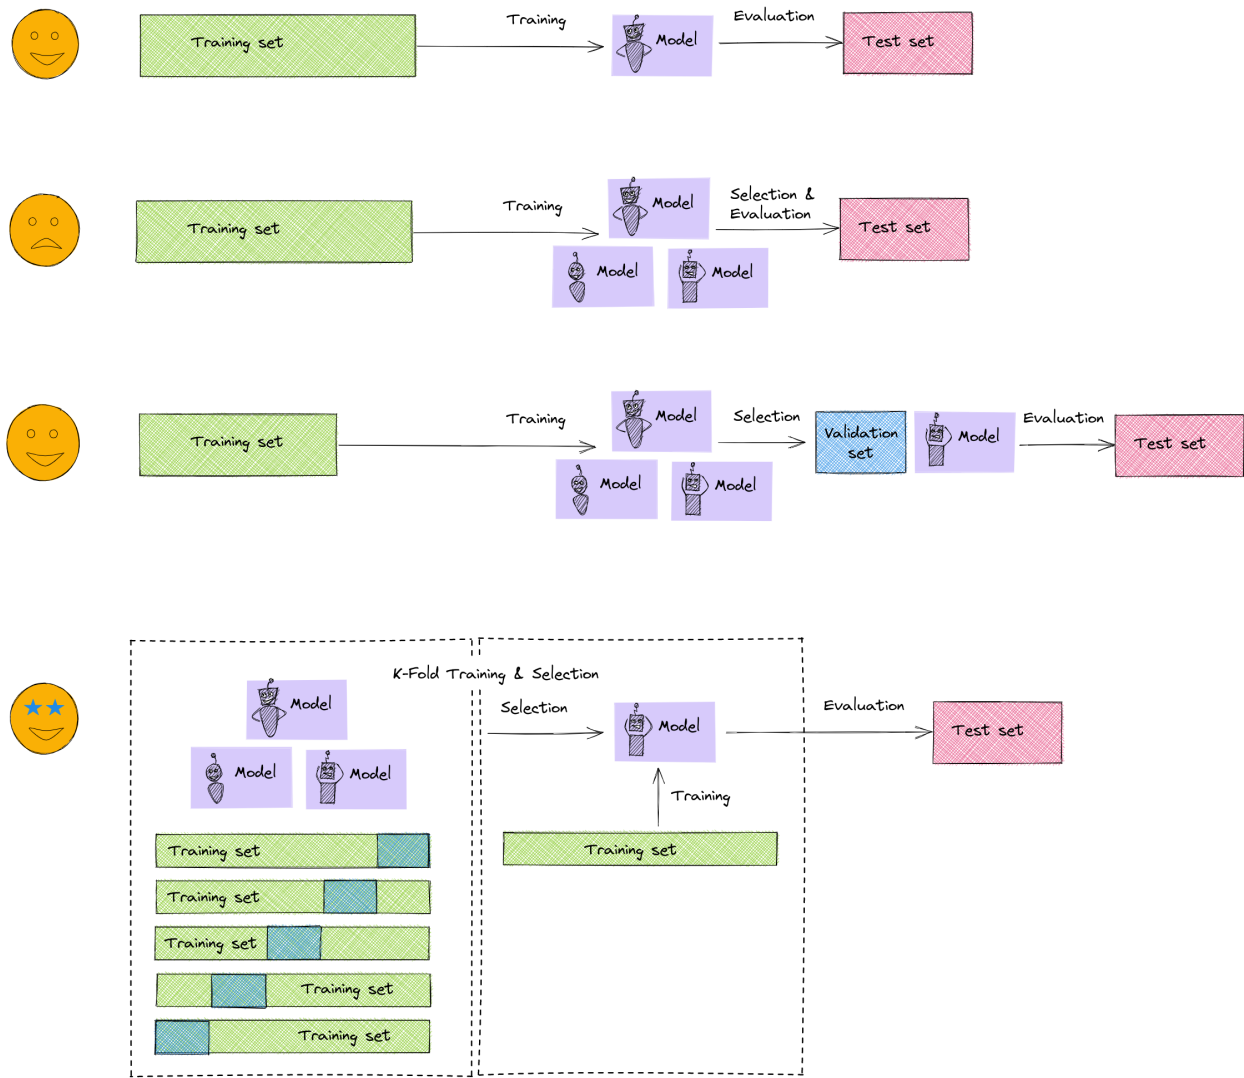 Training set
Training
Model
Evaluation
Test set
Training set
Training
Model
Model
Model
Selection &
Evaluation
Test set
Training set
Training
Model
Model
Model
Selection
Validation
set
Model
Evaluation
Test set
K-Fold Training & Selection
Model
Model
Model
Training set
Training set
Training set
Training set
Training set
Selection
Model
Training
Training set
Evaluation
Test set